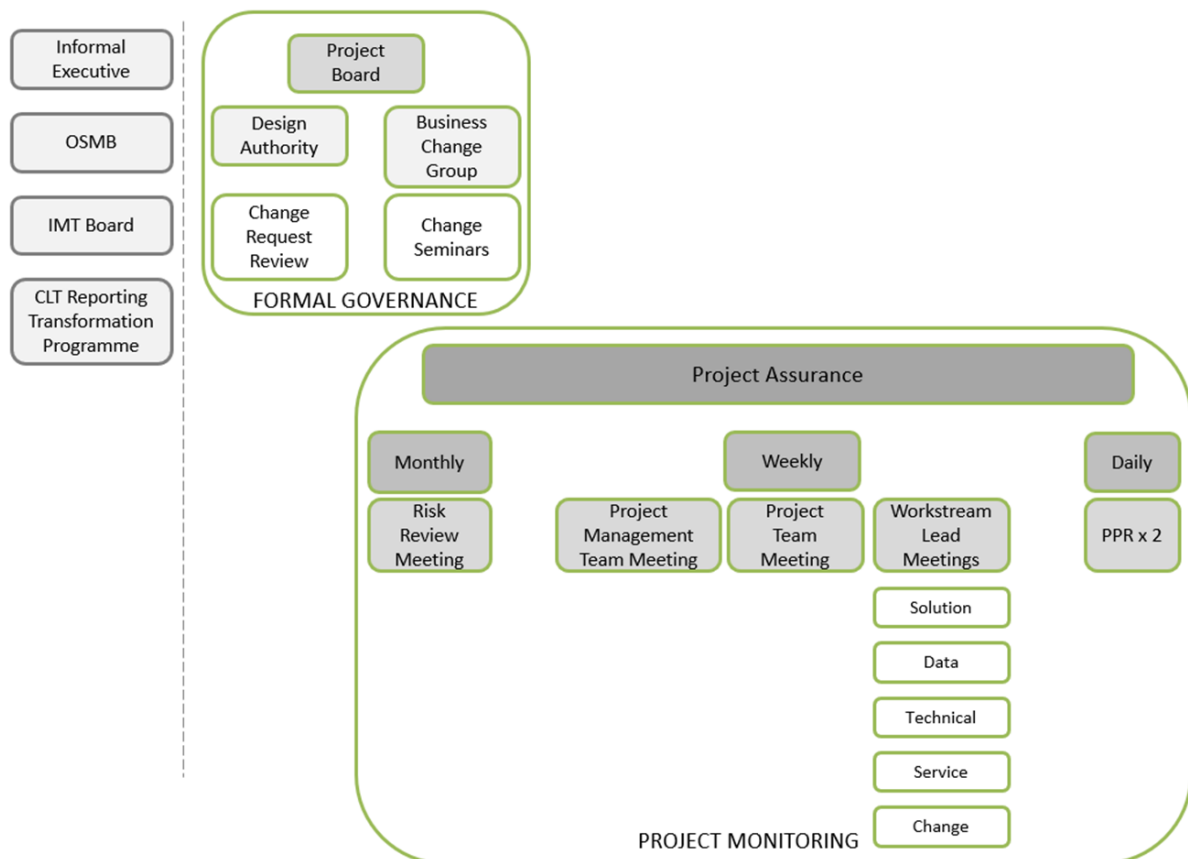 Informal
Executive
OSMB
IMT Board
CLT Reporting
Transformation
Programme
Project
Board
Design
Authority
Business
Change
Group
Change
Request
Review
Change
Seminars
FORMAL GOVERNANCE
Project Assurance
Monthly
Weekly
Daily
Risk
Review
Meeting
Project
Management
Team Meeting
Project
Team
Meeting
Workstream
Lead
Meetings
PPR x 2
Solution
Data
Technical
Service
Change
PROJECT MONITORING